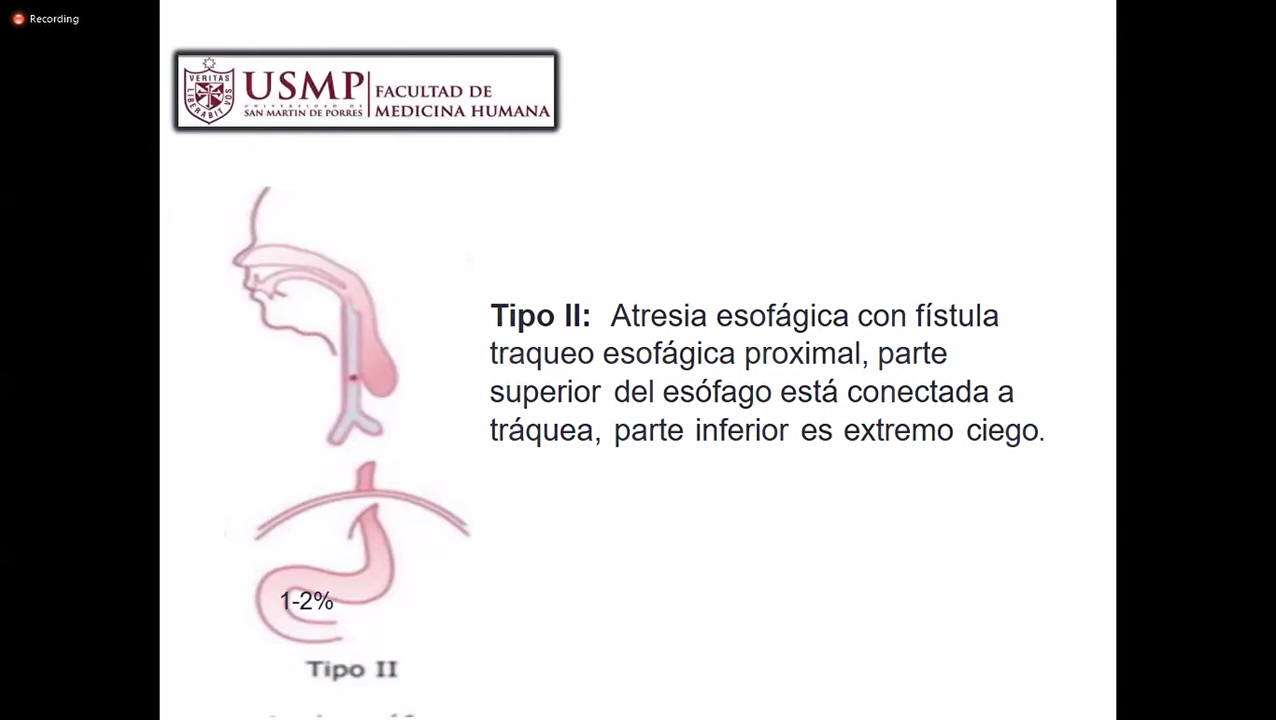 Recording
VERITAS
LIBERABIT VOS
USMP
UNIVERSIDAD DE
SAN MARTIN DE PORRES
FACULTAD DE
MEDICINA HUMANA
Tipo II: Atresia esofágica con fístula
traqueo esofágica proximal, parte
superior del esófago está conectada a
tráquea, parte inferior es extremo ciego.
1-2%
Tipo II